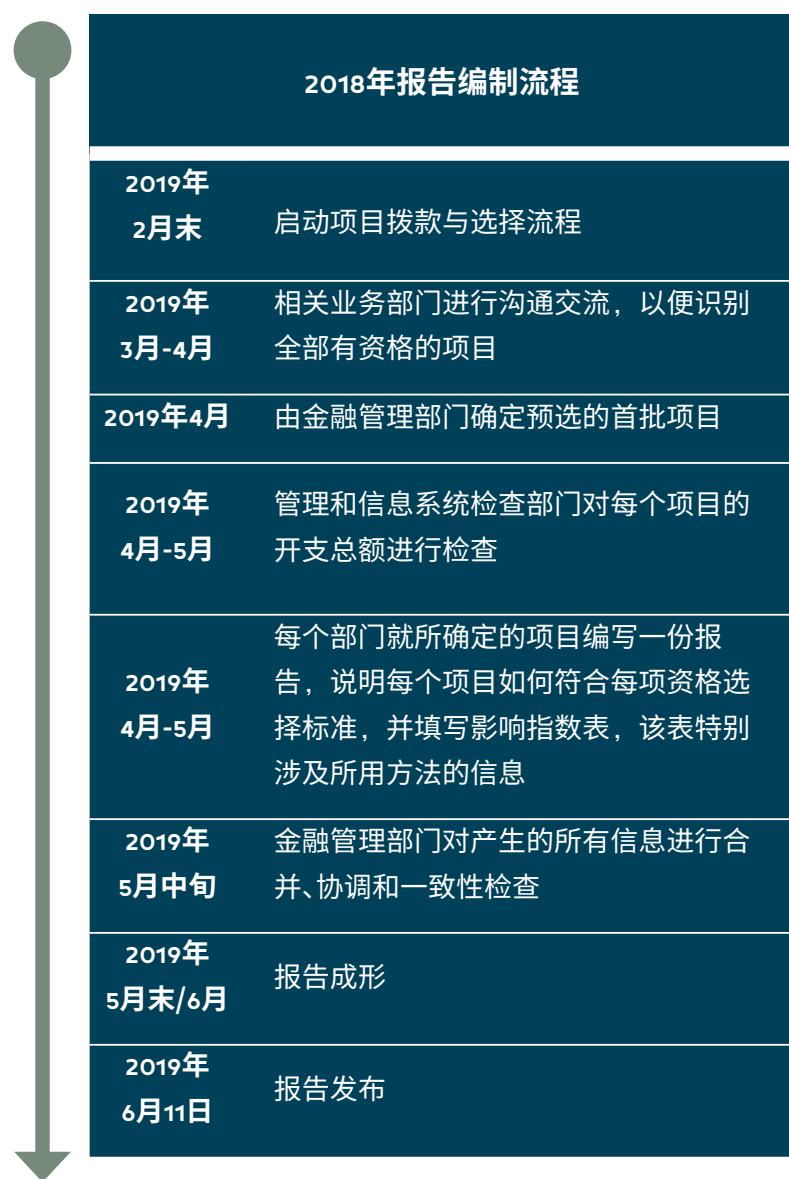 2018年报告编制流程
2019年
2月末
启动项目拨款与选择流程
2019年
3月-4月
相关业务部门进行沟通交流，以便识别
全部有资格的项目
2019年4月
由金融管理部门确定预选的首批项目
2019年
4月-5月
管理和信息系统检查部门对每个项目的
开支总额进行检查
2019年
4月-5月
每个部门就所确定的项目编写一份报
告，说明每个项目如何符合每项资格选
择标准，并填写影响指数表，该表特别
涉及所用方法的信息
2019年
5月中旬
金融管理部门对产生的所有信息进行合
并、协调和一致性检查
2019年
5月末/6月
报告成形
2019年
6月11日
报告发布